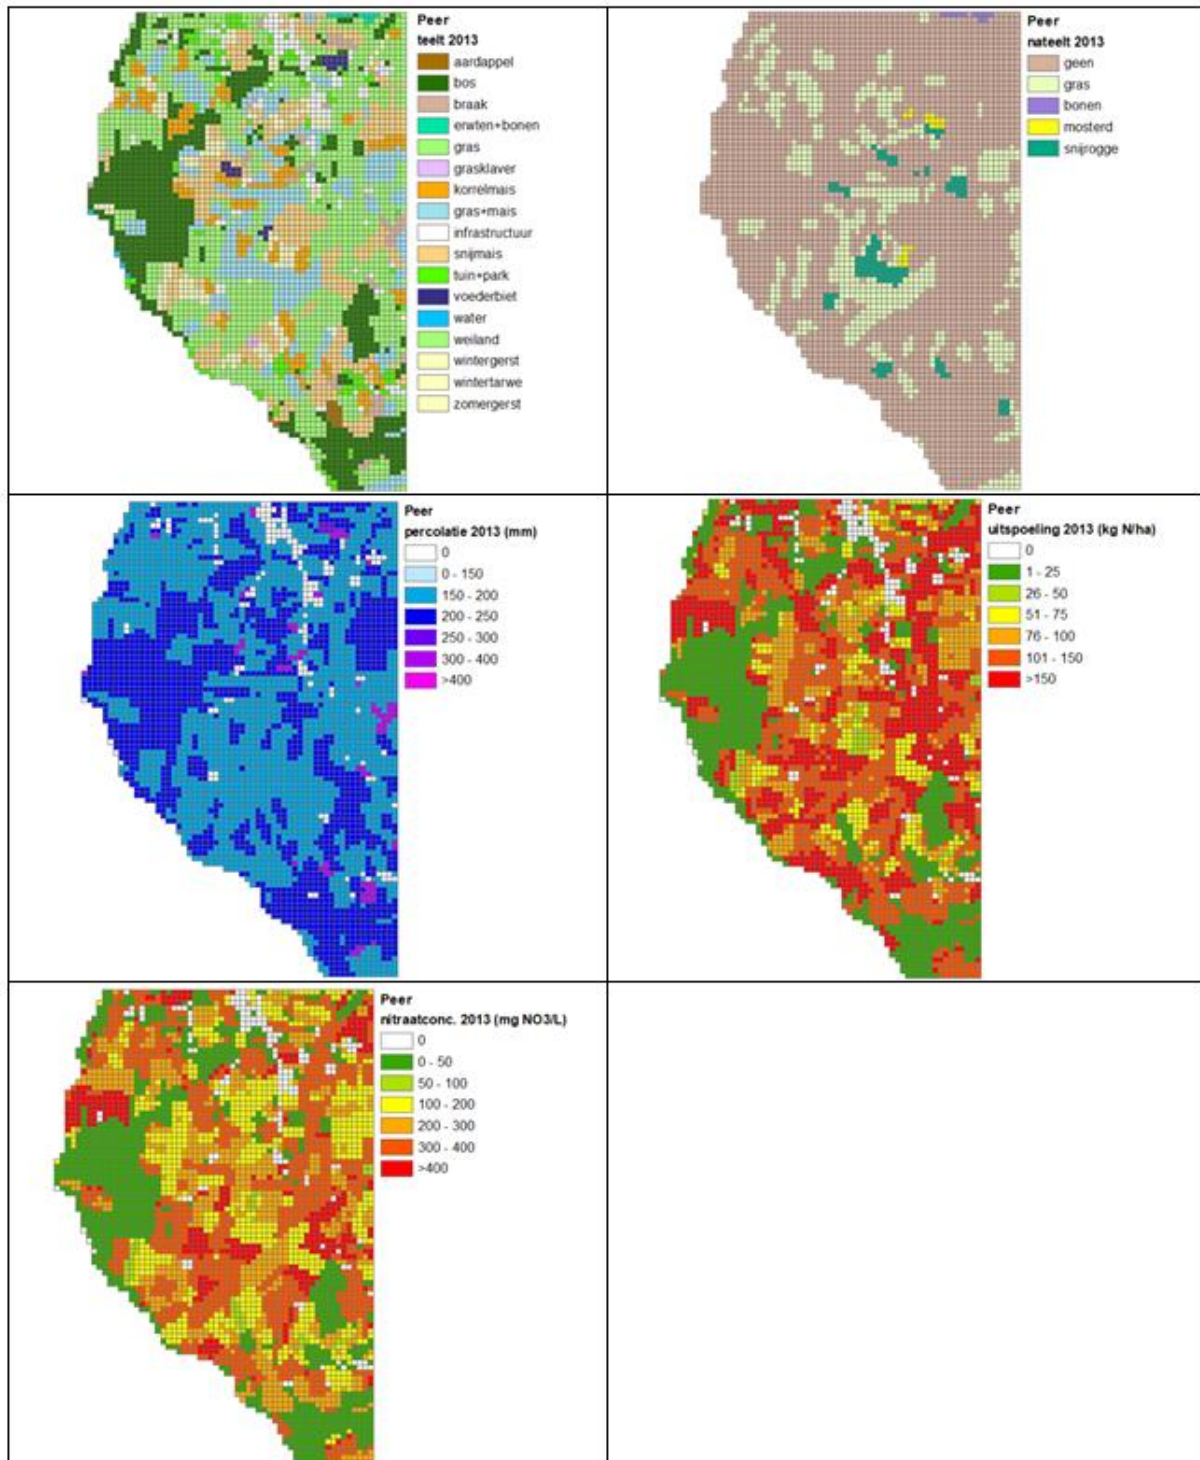 Peer
teelt 2013
aardappel
bos
braak
erwten+bonen
gras
grasklaver
korrelmais
gras+mais
infrastructuur
snijmais
tuin+park
voederbiet
water
weiland
wintergerst
wintertarwe
zomergerst
Peer
nateelt 2013
geen
gras
bonen
mosterd
snijrogge
Peer
percolatie 2013 (mm)
0
0 - 150
150 - 200
200 - 250
250 - 300
300 - 400
>400
Peer
uitspoeling 2013 (kg N/ha)
0
1 - 25
26 - 50
51 - 75
76 - 100
101 - 150
>150
Peer
nitraatconc. 2013 (mg NO3/L)
0
0 - 50
50 - 100
100 - 200
200 - 300
300 - 400
>400